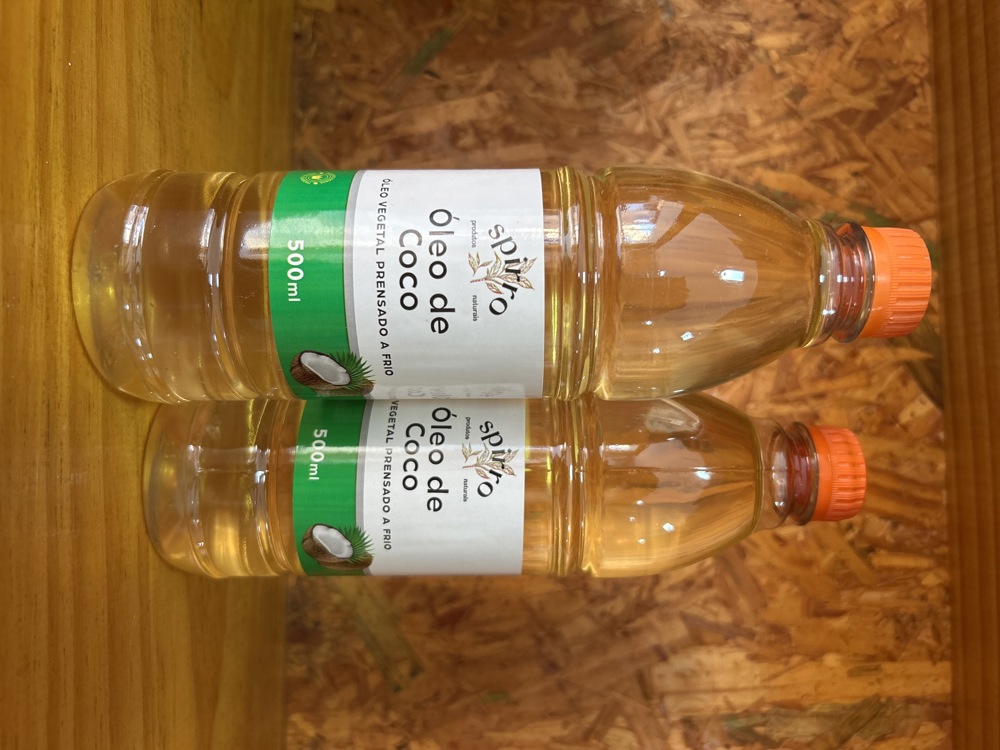 spirro
produtos naturais
Óleo de
Coco
ÓLEO VEGETAL PRENSADO A FRIO
500ml
spirro
produtos naturais
Óleo de
Coco
VEGETAL PRENSADO A FRIO
500ml